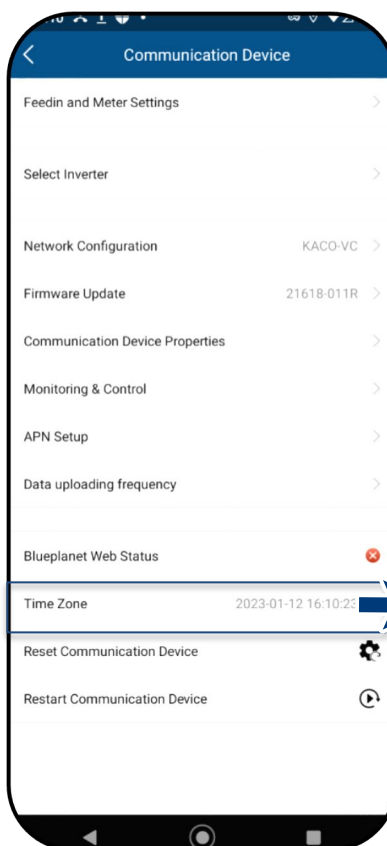 Communication Device
Feedin and Meter Settings
Select Inverter
Network Configuration KACO-VC
Firmware Update 21618-011R
Communication Device Properties
Monitoring & Control
APN Setup
Data uploading frequency
Blueplanet Web Status
Time Zone 2023-01-12 16:10:23
Reset Communication Device
Restart Communication Device